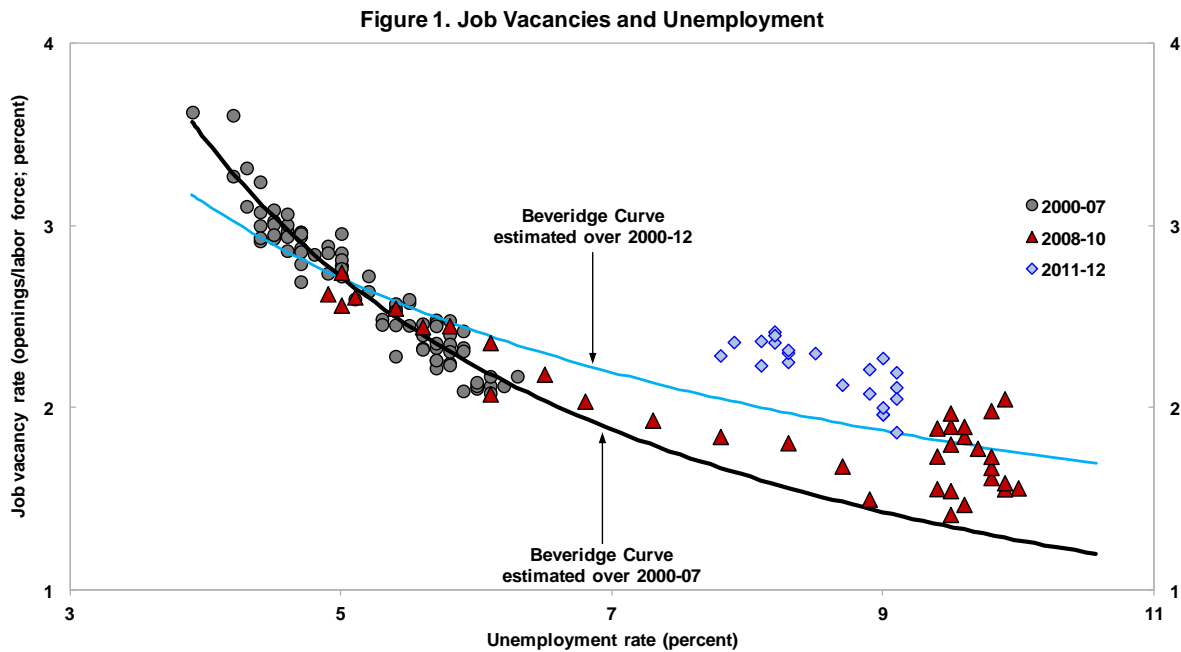 Figure 1. Job Vacancies and Unemployment
4
4
3
3
2
2
1
1
3
5
7
9
11
Job vacancy rate (openings/labor force; percent)
Unemployment rate (percent)
Beveridge Curve
estimated over 2000-12
Beveridge Curve
estimated over 2000-07
2000-07
2008-10
2011-12